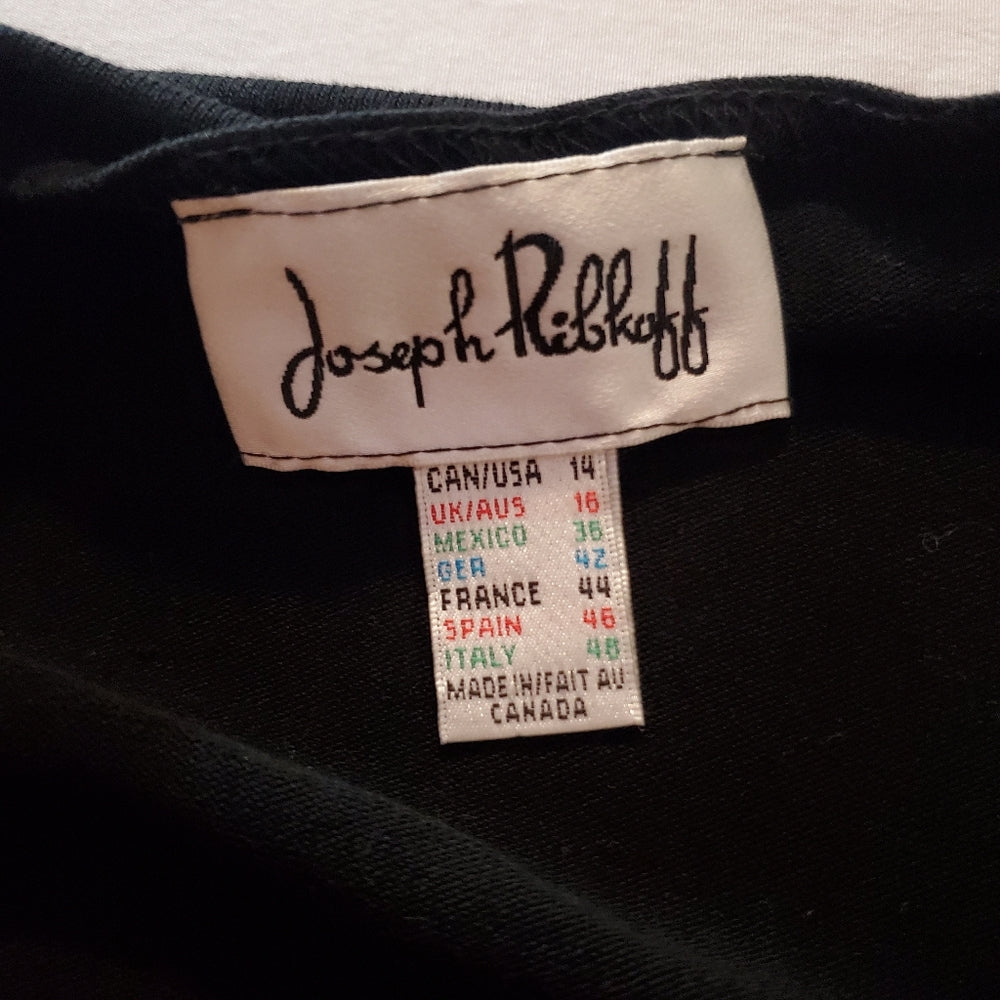 Joseph Ribkoff
CAN/USA 14
UK/AUS 16
MEXICO 36
GER 42
FRANCE 44
SPAIN 46
ITALY 48
MADE IN/FAIT AU
CANADA